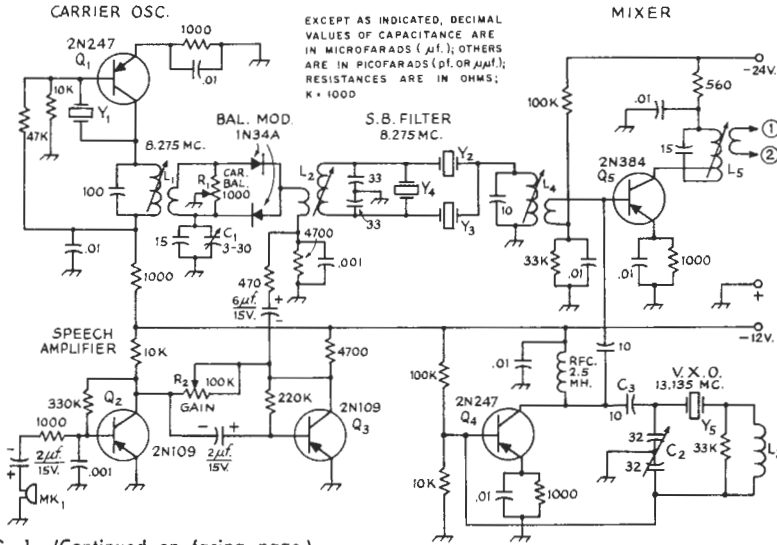 CARRIER OSC.
MIXER
EXCEPT AS INDICATED, DECIMAL
VALUES OF CAPACITANCE ARE
IN MICROFARADS (µf.); OTHERS
ARE IN PICOFARADS (pf. OR µµf.);
RESISTANCES ARE IN OHMS;
K = 1000
2N247
Q1
1000
.01
10K
Y1
47K
8.275 MC.
100
L1
.01
1000
BAL. MOD.
1N34A
R1
CAR.
BAL.
1000
15
C1
3-30
L2
S.B. FILTER
8.275 MC.
33
33
Y4
Y2
Y3
4700
.001
470
6µf.
15V.
+
-
10
L4
100K
33K
.01
-24V.
560
.01
15
L5
1
2
2N384
Q5
.01
1000
+
-12V.
SPEECH
AMPLIFIER
10K
330K
Q2
1000
2µf.
15V.
-
+
MK1
.001
2N109
R2
100K
GAIN
- +
2µf.
15V.
220K
4700
2N109
Q3
100K
10K
.01
2N247
Q4
.01
1000
RFC.
2.5
MH.
10
C3
10
V.X.O.
13.135 MC.
Y5
32
32
C2
33K
L
(Continued on facing page.)